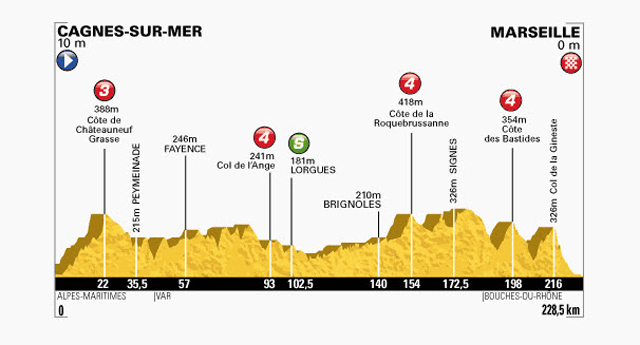 CAGNES-SUR-MER
10 m
MARSEILLE
0 m
3
388m
Côte de
Châteauneuf
Grasse
215m PEYMEINADE
246m
FAYENCE
4
241m
Col de l'Ange
S
181m
LORGUES
210m
BRIGNOLES
4
418m
Côte de la
Roquebrussanne
326m SIGNES
4
354m
Côte
des Bastides
326m Col de la Gineste
22 35,5 57 93 102,5 140 154 172,5 198 216
ALPES-MARITIMES VAR BOUCHES-DU-RHÔNE
0 228,5 km